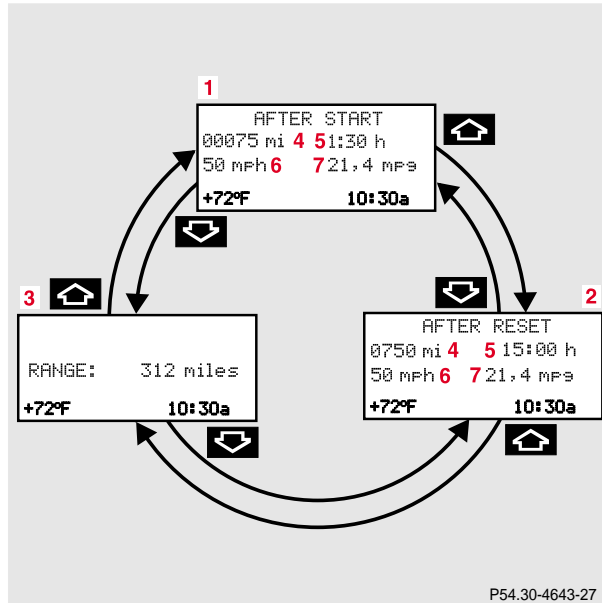 1
AFTER START
00075 mi 4 5 1:30 h
50 mph 6 7 21,4 mpg
+72°F 10:30a
3
2
RANGE: 312 miles
+72°F 10:30a
AFTER RESET
0750 mi 4 5 15:00 h
50 mph 6 7 21,4 mpg
+72°F 10:30a
P54.30-4643-27